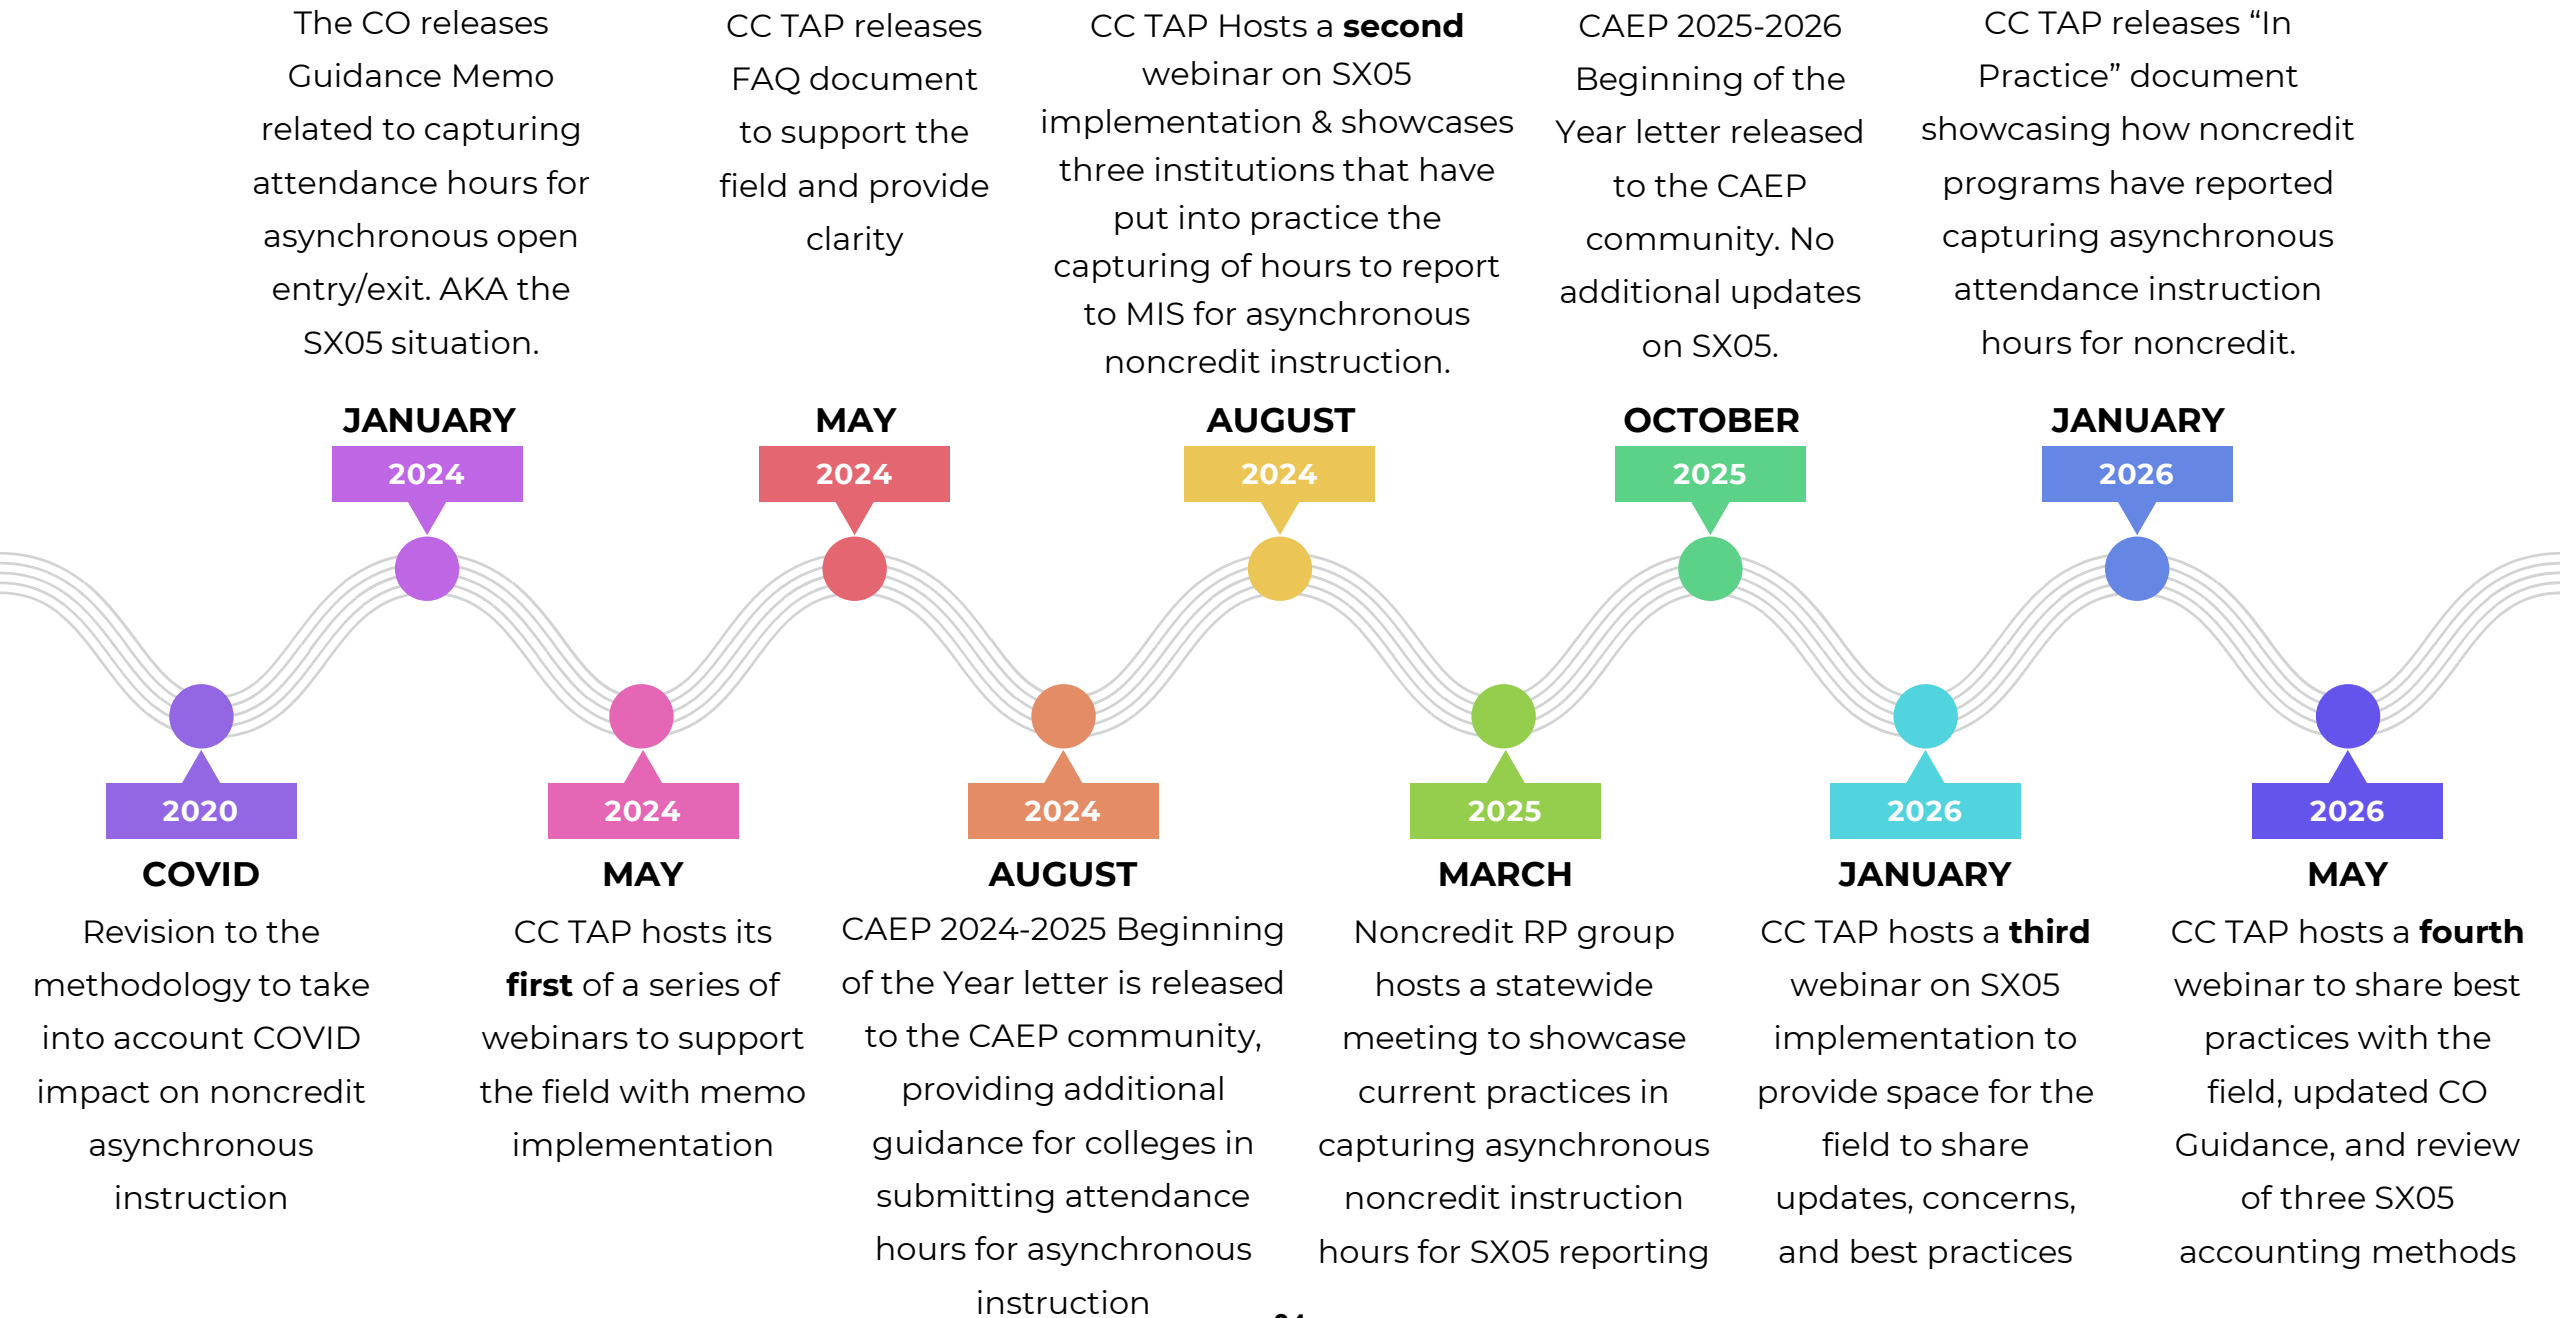 The CO releases
Guidance Memo
related to capturing
attendance hours for
asynchronous open
entry/exit. AKA the
SX05 situation.
JANUARY
2024
CC TAP releases
FAQ document
to support the
field and provide
clarity
MAY
2024
CC TAP Hosts a second
webinar on SX05
implementation & showcases
three institutions that have
put into practice the
capturing of hours to report
to MIS for asynchronous
noncredit instruction.
AUGUST
2024
CAEP 2025-2026
Beginning of the
Year letter released
to the CAEP
community. No
additional updates
on SX05.
OCTOBER
2025
CC TAP releases “In
Practice” document
showcasing how noncredit
programs have reported
capturing asynchronous
attendance instruction
hours for noncredit.
JANUARY
2026
2020
COVID
Revision to the
methodology to take
into account COVID
impact on noncredit
asynchronous
instruction
2024
MAY
CC TAP hosts its
first of a series of
webinars to support
the field with memo
implementation
2024
AUGUST
CAEP 2024-2025 Beginning
of the Year letter is released
to the CAEP community,
providing additional
guidance for colleges in
submitting attendance
hours for asynchronous
instruction
2025
MARCH
Noncredit RP group
hosts a statewide
meeting to showcase
current practices in
capturing asynchronous
noncredit instruction
hours for SX05 reporting
2026
JANUARY
CC TAP hosts a third
webinar on SX05
implementation to
provide space for the
field to share
updates, concerns,
and best practices
2026
MAY
CC TAP hosts a fourth
webinar to share best
practices with the
field, updated CO
Guidance, and review
of three SX05
accounting methods